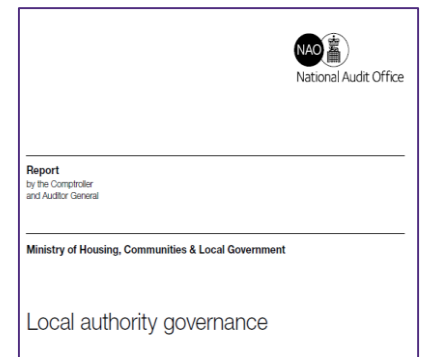 NAO
National Audit Office
Report
by the Comptroller
and Auditor General
Ministry of Housing, Communities & Local Government
Local authority governance